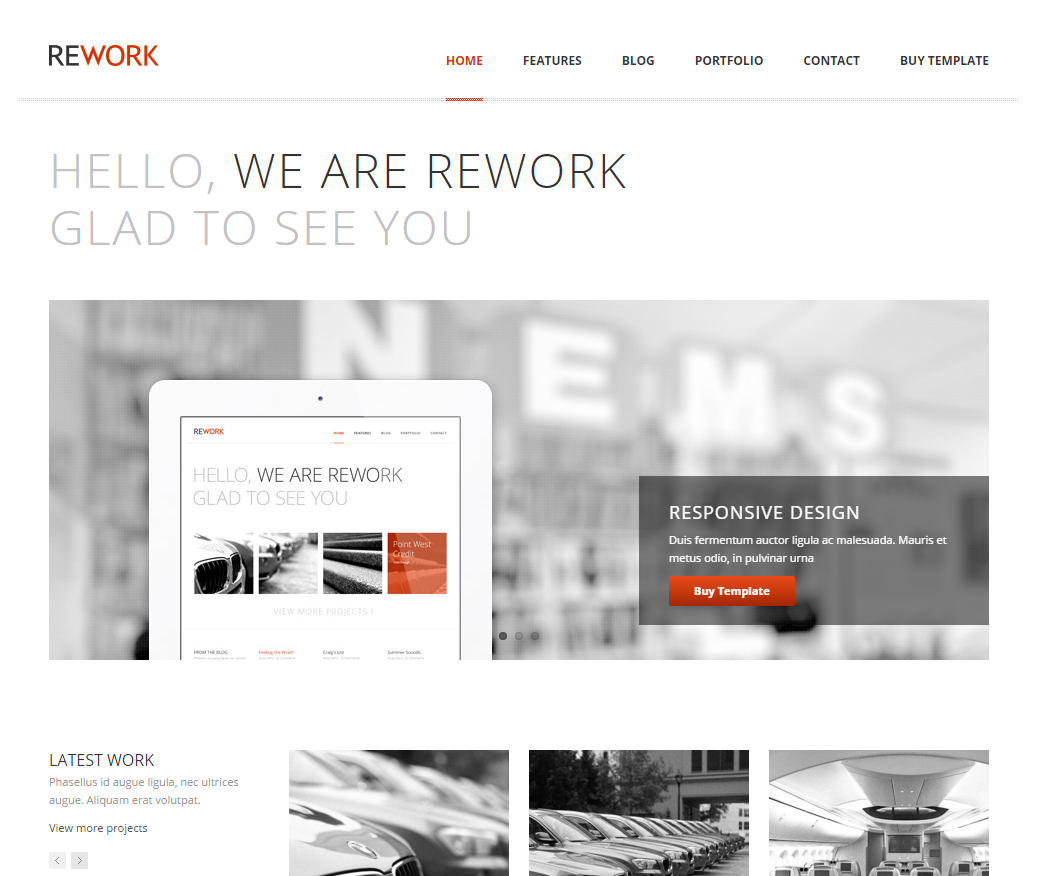 REWORK
HOME FEATURES BLOG PORTFOLIO CONTACT BUY TEMPLATE
HELLO, WE ARE REWORK
GLAD TO SEE YOU
N E M S
REWORK
HOME FEATURES BLOG PORTFOLIO CONTACT
HELLO, WE ARE REWORK
GLAD TO SEE YOU
Point West
Credit
VIEW MORE PROJECTS
FROM THE BLOG Feeling the Wrath Craig's List Summer Sounds
RESPONSIVE DESIGN
Duis fermentum auctor ligula ac malesuada. Mauris et
metus odio, in pulvinar urna
Buy Template
LATEST WORK
Phasellus id augue ligula, nec ultrices
augue. Aliquam erat volutpat.
View more projects